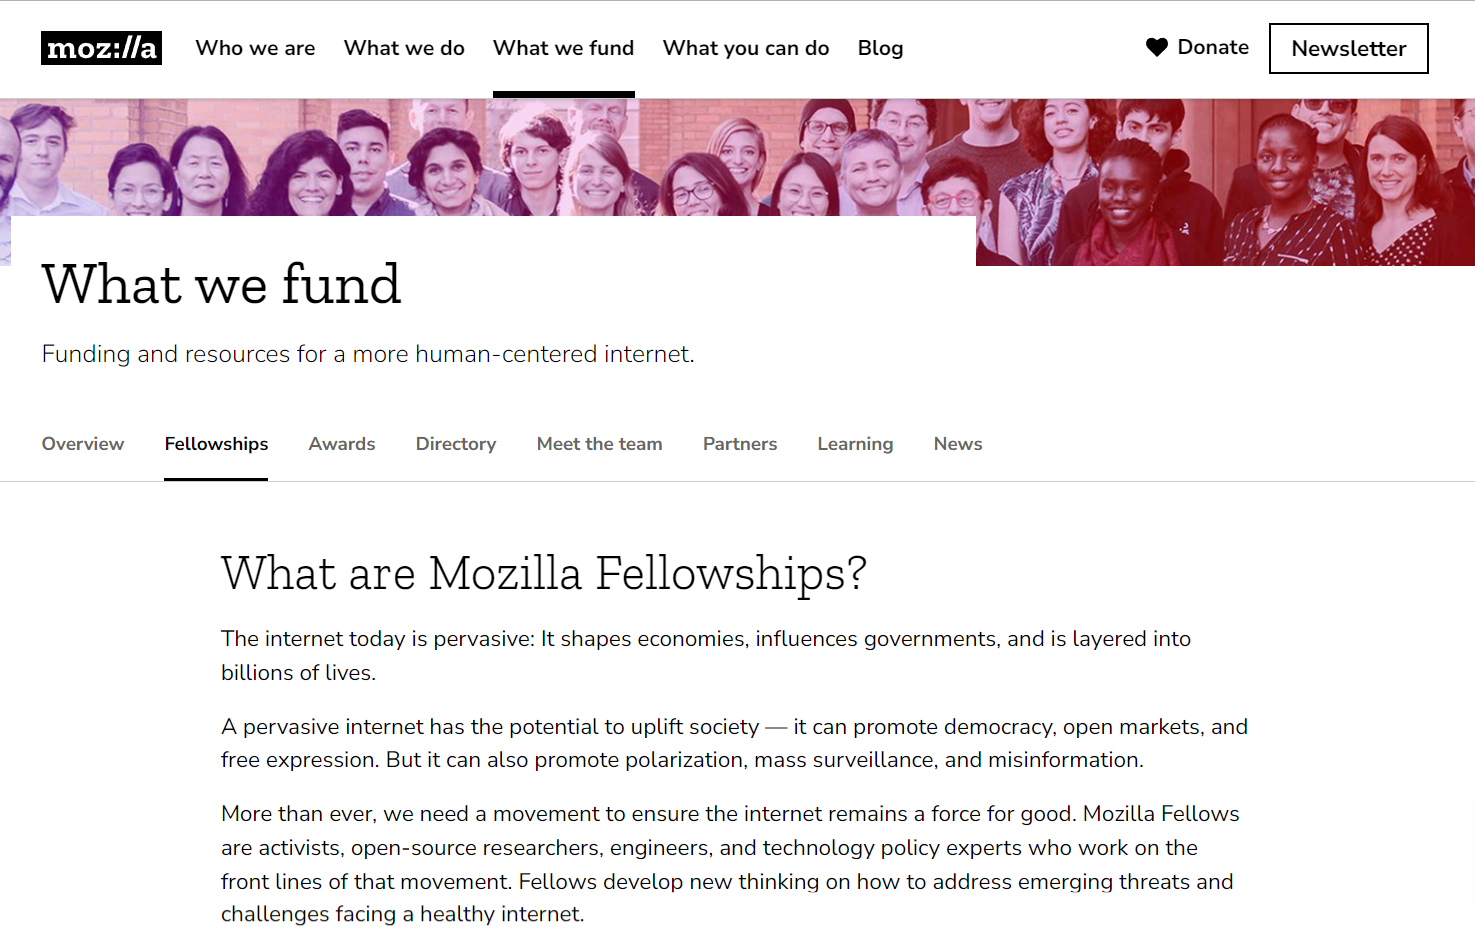 moz://a
Who we are
What we do
What we fund
What you can do
Blog
Donate
Newsletter
What we fund
Funding and resources for a more human-centered internet.
Overview
Fellowships
Awards
Directory
Meet the team
Partners
Learning
News
What are Mozilla Fellowships?
The internet today is pervasive: It shapes economies, influences governments, and is layered into
billions of lives.
A pervasive internet has the potential to uplift society — it can promote democracy, open markets, and
free expression. But it can also promote polarization, mass surveillance, and misinformation.
More than ever, we need a movement to ensure the internet remains a force for good. Mozilla Fellows
are activists, open-source researchers, engineers, and technology policy experts who work on the
front lines of that movement. Fellows develop new thinking on how to address emerging threats and
challenges facing a healthy internet.